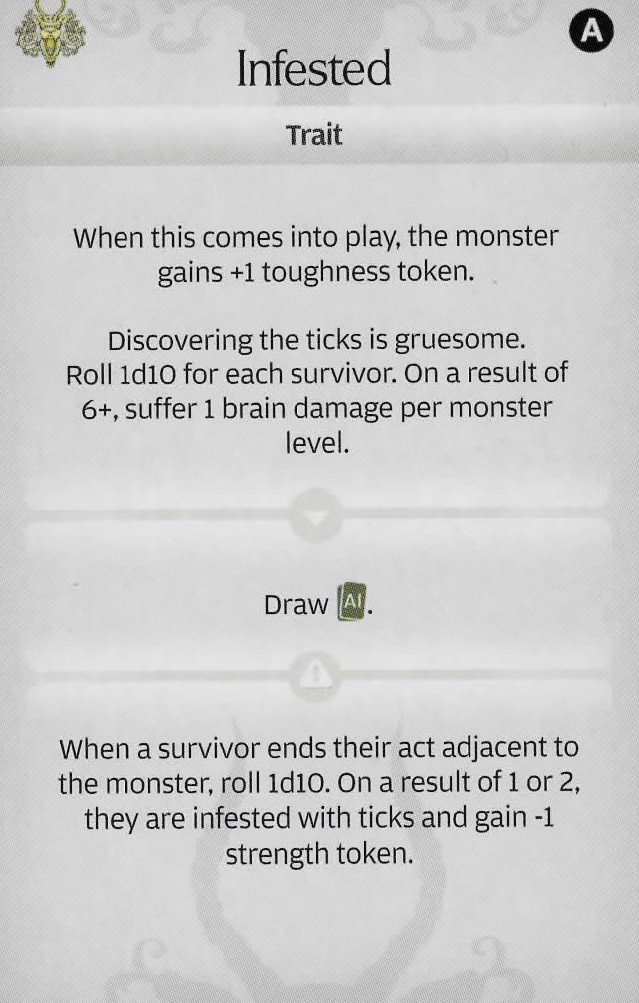 A
Infested
Trait
When this comes into play, the monster
gains +1 toughness token.
Discovering the ticks is gruesome.
Roll 1d10 for each survivor. On a result of
6+, suffer 1 brain damage per monster
level.
Draw AI.
When a survivor ends their act adjacent to
the monster, roll 1d10. On a result of 1 or 2,
they are infested with ticks and gain -1
strength token.